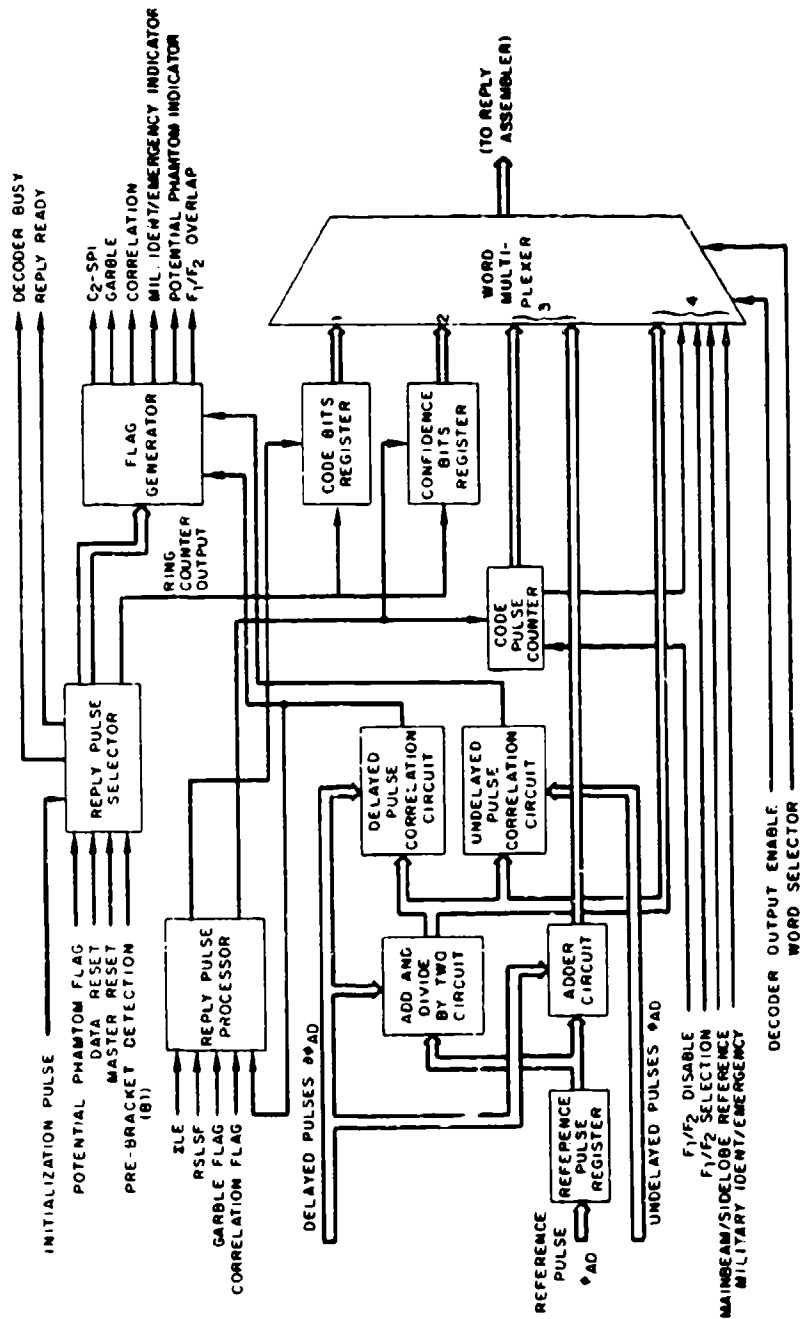 INITIALIZATION PULSE
POTENTIAL PHAMTOM FLAG
DATA RESET
MASTER RESET
PRE-BRACKET DETECTION
(B1)
REPLY PULSE
SELECTOR
DECODER BUSY
REPLY READY
FLAG
GENERATOR
C2-SPI
GARBLE
CORRELATION
MIL. IDENT/EMERGENCY INDICATOR
POTENTIAL PHANTOM INDICATOR
F1/F2 OVERLAP
RING
COUNTER
OUTPUT
ΣLE
RSLSF
GARBLE FLAG
CORRELATION FLAG
REPLY PULSE
PROCESSOR
CODE BITS
REGISTER
CONFIDENCE
BITS
REGISTER
1
2
3
4
WORD
MULTI-
PLEXER
(TO REPLY
ASSEMBLER)
DELAYED PULSES ∂ΦAD
ADD AND
DIVIDE
BY TWO
CIRCUIT
DELAYED
PULSE
CORRELATION
CIRCUIT
UNDELAYED
PULSE
CORRELATION
CIRCUIT
CODE
PULSE
COUNTER
REFERENCE
PULSE
ΦAD
REFERENCE
PULSE
REGISTER
ADDER
CIRCUIT
UNDELAYED PULSES ΦAD
F1/F2 DISABLE
F1/F2 SELECTION
MAINBEAM/SIDELOBE REFERENCE
MILITARY IDENT/EMERGENCY
DECODER OUTPUT ENABLE
WORD SELECTOR